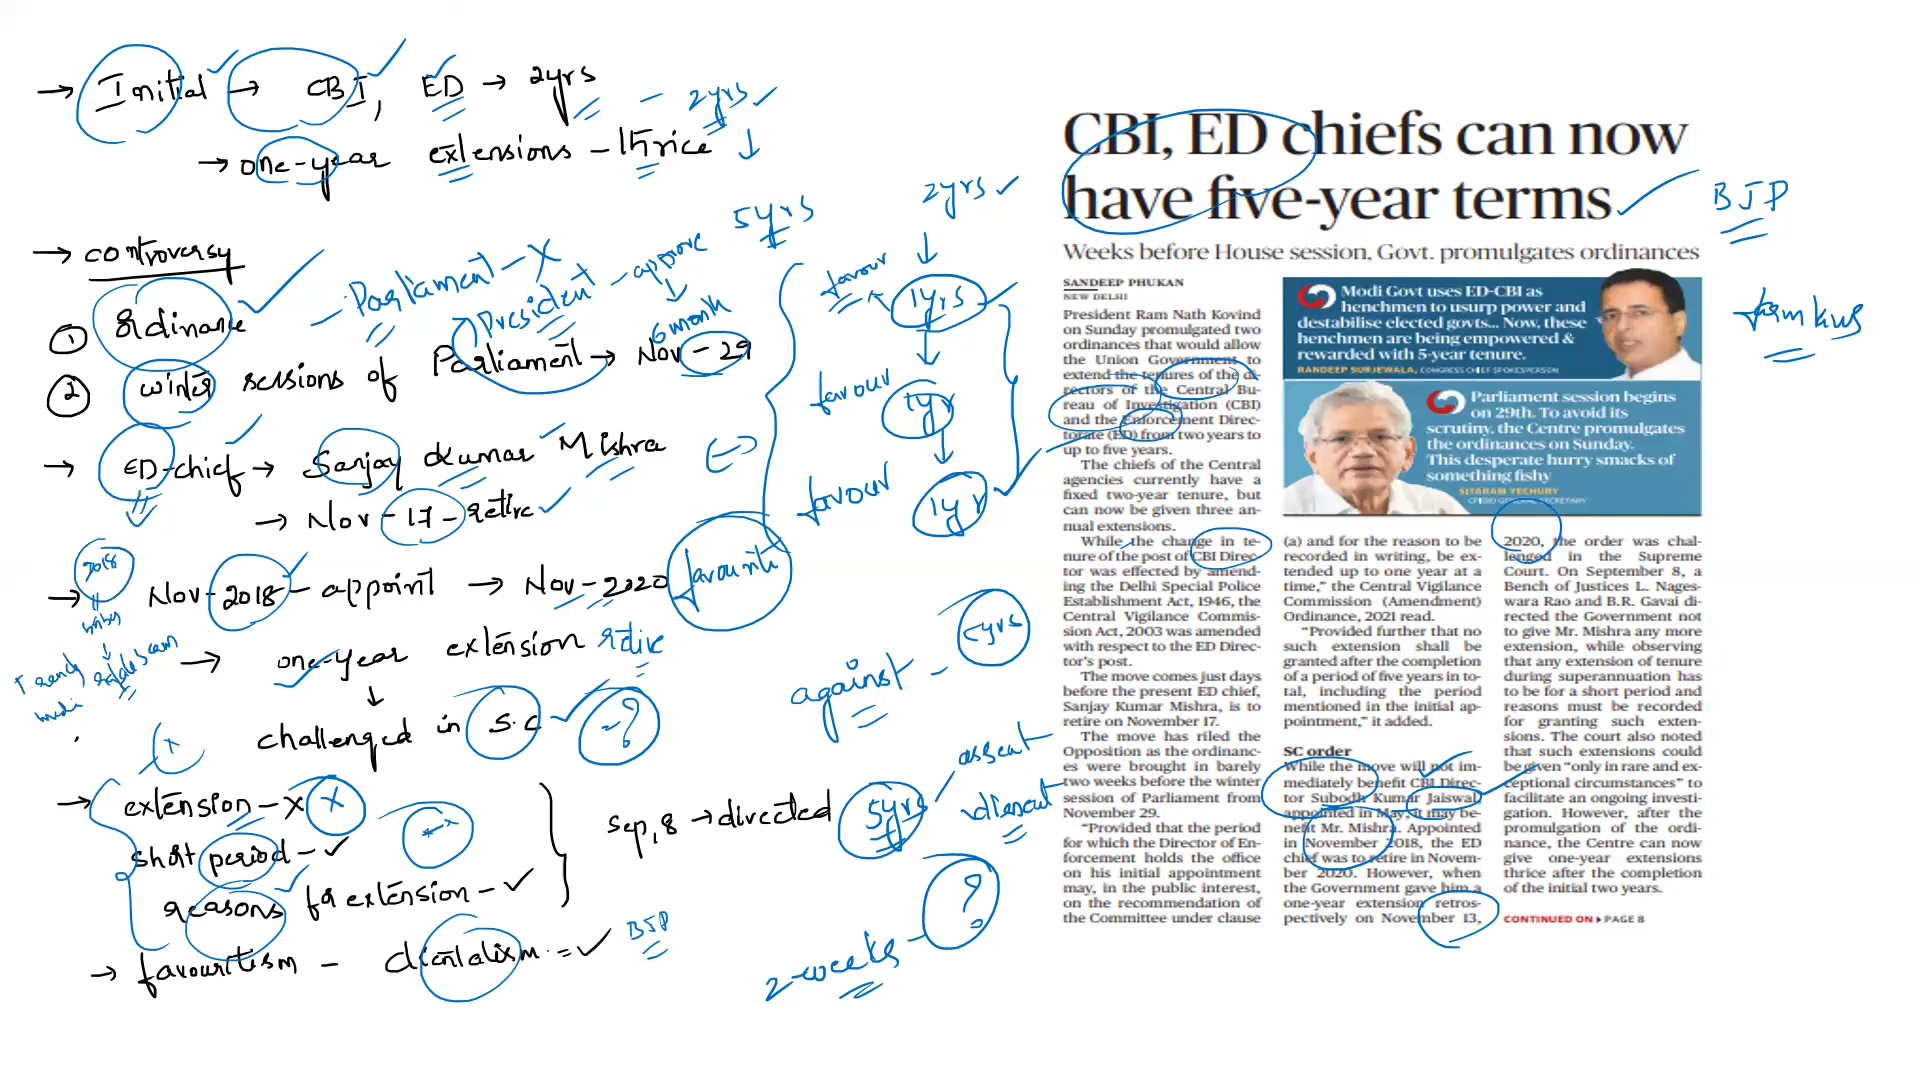 → Initial → CBI, ED → 2yrs - 2yrs
→ one-year extensions - thrice
→ controversy
5yrs
Parliament - X
President - approve
6 month
① ordinance
② winter sessions of Parliament → Nov - 29
→ ED-chief → Sanjay Kumar Mishra
→ Nov - 17 - retire
2018
→ Nov-2018 - appoint → Nov-2020
favourite
→ one-year extension retire
challenged in S.C - ?
→ extension - X X
short period - ✓
reasons for extension - ✓
Sep, 8 → directed
→ favouritism -
= ✓ BJP
2yrs
favour 1yrs
favour 1yr
favour 1yr
against -
5yrs
2-weeks - ?
CBI, ED chiefs can now
have five-year terms
BJP
Weeks before House session, Govt. promulgates ordinances
SANDEEP PHUKAN
NEW DELHI
President Ram Nath Kovind
on Sunday promulgated two
ordinances that would allow
the Union Government to
extend the tenures of the di-
rectors of the Central Bu-
reau of Investigation (CBI)
and the Enforcement Direc-
torate (ED) from two years to
up to five years.
The chiefs of the Central
agencies currently have a
fixed two-year tenure, but
can now be given three an-
nual extensions.
While the change in te-
nure of the post of CBI Direc-
tor was effected by amend-
ing the Delhi Special Police
Establishment Act, 1946, the
Central Vigilance Commis-
sion Act, 2003 was amended
with respect to the ED Direc-
tor's post.
The move comes just days
before the present ED chief,
Sanjay Kumar Mishra, is to
retire on November 17.
The move has riled the
Opposition as the ordinanc-
es were brought in barely
two weeks before the winter
session of Parliament from
November 29.
"Provided that the period
for which the Director of En-
forcement holds the office
on his initial appointment
may, in the public interest,
on the recommendation of
the Committee under clause
Modi Govt uses ED-CBI as
henchmen to usurp power and
destabilise elected govts... Now, these
henchmen are being empowered &
rewarded with 5-year tenure.
RANDEEP SURJEWALA, CONGRESS CHIEF SPOKESPERSON
Parliament session begins
on 29th. To avoid its
scrutiny, the Centre promulgates
the ordinances on Sunday.
This desperate hurry smacks of
something fishy
SITARAM YECHURY
(a) and for the reason to be
recorded in writing, be ex-
tended up to one year at a
time," the Central Vigilance
Commission (Amendment)
Ordinance, 2021 read.
"Provided further that no
such extension shall be
granted after the completion
of a period of five years in to-
tal, including the period
mentioned in the initial ap-
pointment," it added.
SC order
While the move will not im-
mediately benefit CBI Direc-
tor Subodh Kumar Jaiswal,
appointed in May, it may be-
nefit Mr. Mishra. Appointed
in November 2018, the ED
chief was to retire in Novem-
ber 2020. However, when
the Government gave him a
one-year extension retros-
pectively on November 13,
2020, the order was chal-
lenged in the Supreme
Court. On September 8, a
Bench of Justices L. Nages-
wara Rao and B.R. Gavai di-
rected the Government not
to give Mr. Mishra any more
extension, while observing
that any extension of tenure
during superannuation has
to be for a short period and
reasons must be recorded
for granting such exten-
sions. The court also noted
that such extensions could
be given "only in rare and ex-
ceptional circumstances" to
facilitate an ongoing investi-
gation. However, after the
promulgation of the ordi-
nance, the Centre can now
give one-year extensions
thrice after the completion
of the initial two years.
CONTINUED ON ▸ PAGE 8